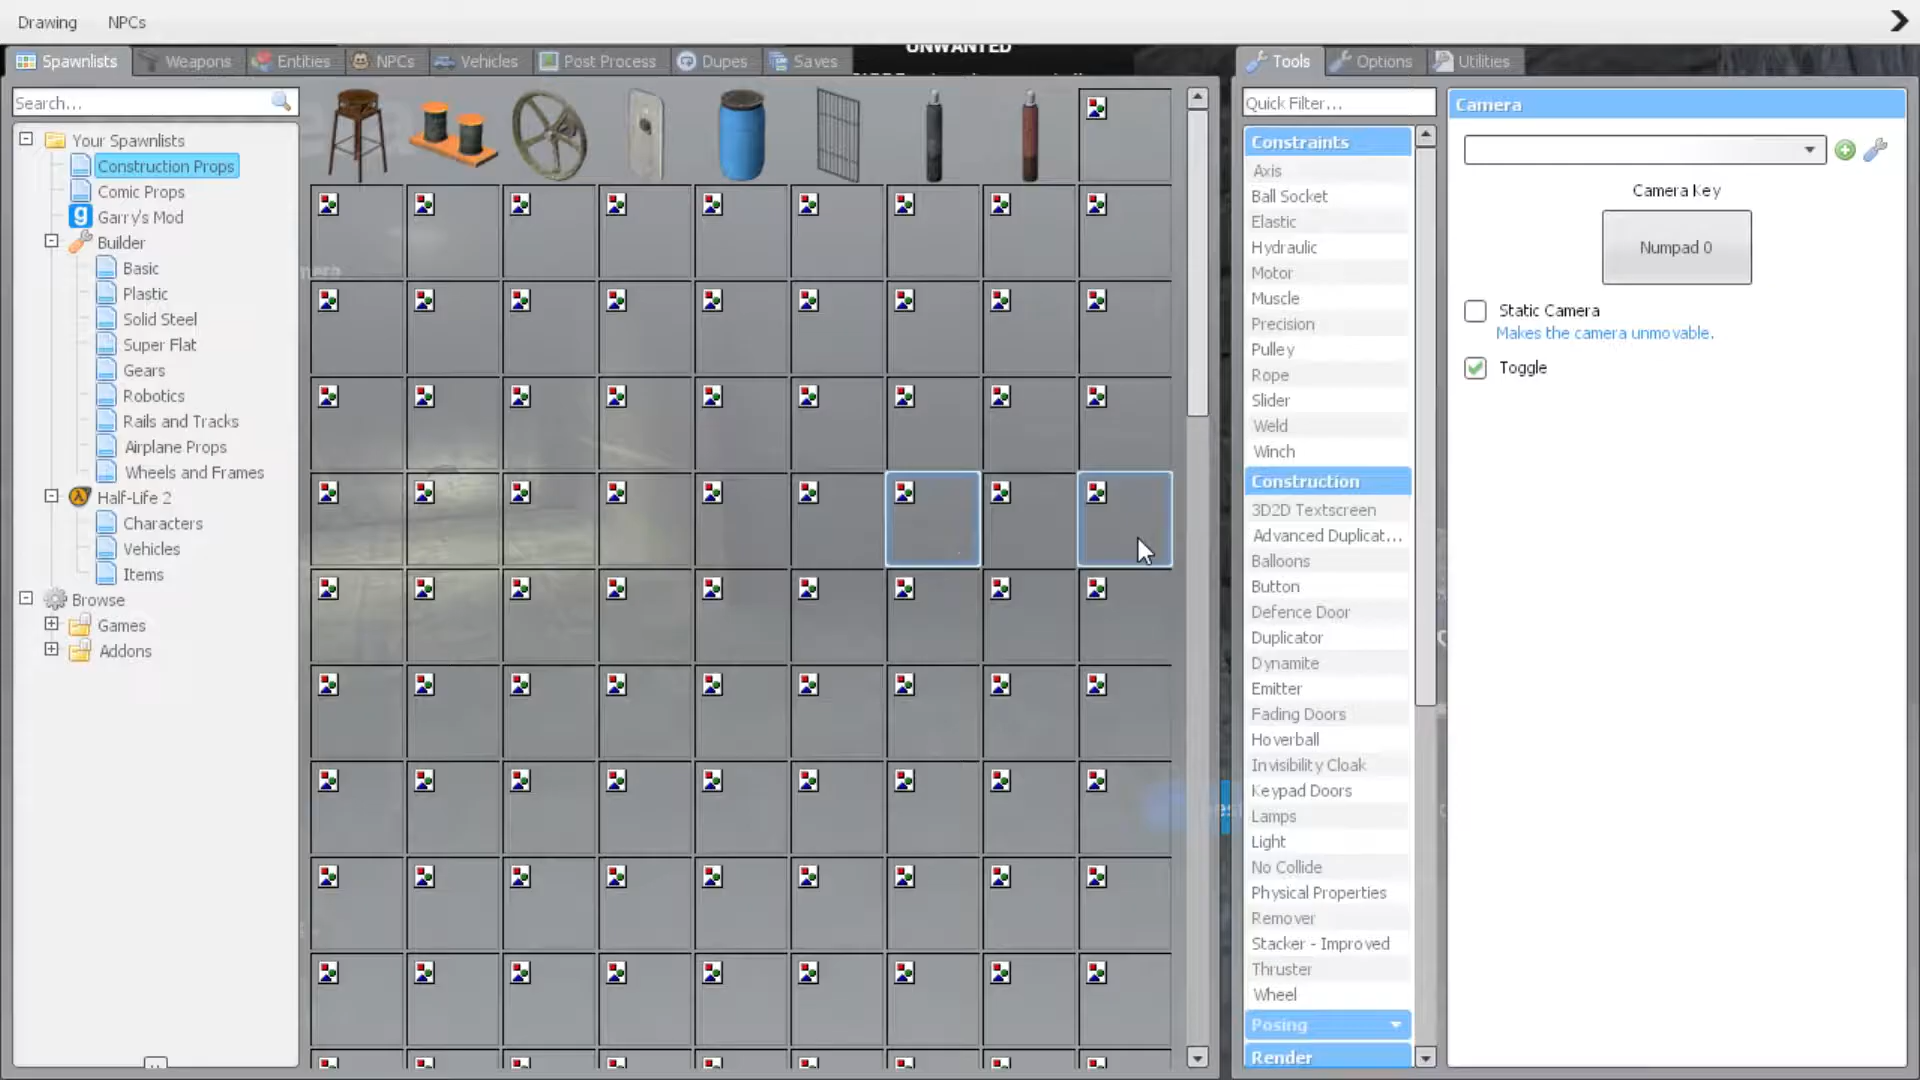 Drawing NPCs
UNWANTED
Spawnlists Weapons Entities NPCs Vehicles Post Process Dupes Saves
Tools Options Utilities
Search...
Your Spawnlists
Construction Props
Comic Props
Garry's Mod
Builder
Basic
Plastic
Solid Steel
Super Flat
Gears
Robotics
Rails and Tracks
Airplane Props
Wheels and Frames
Half-Life 2
Characters
Vehicles
Items
Browse
Games
Addons
Quick Filter...
Constraints
Axis
Ball Socket
Elastic
Hydraulic
Motor
Muscle
Precision
Pulley
Rope
Slider
Weld
Winch
Construction
3D2D Textscreen
Advanced Duplicat...
Balloons
Button
Defence Door
Duplicator
Dynamite
Emitter
Fading Doors
Hoverball
Invisibility Cloak
Keypad Doors
Lamps
Light
No Collide
Physical Properties
Remover
Stacker - Improved
Thruster
Wheel
Posing
Render
Camera
Camera Key
Numpad 0
Static Camera
Makes the camera unmovable.
Toggle